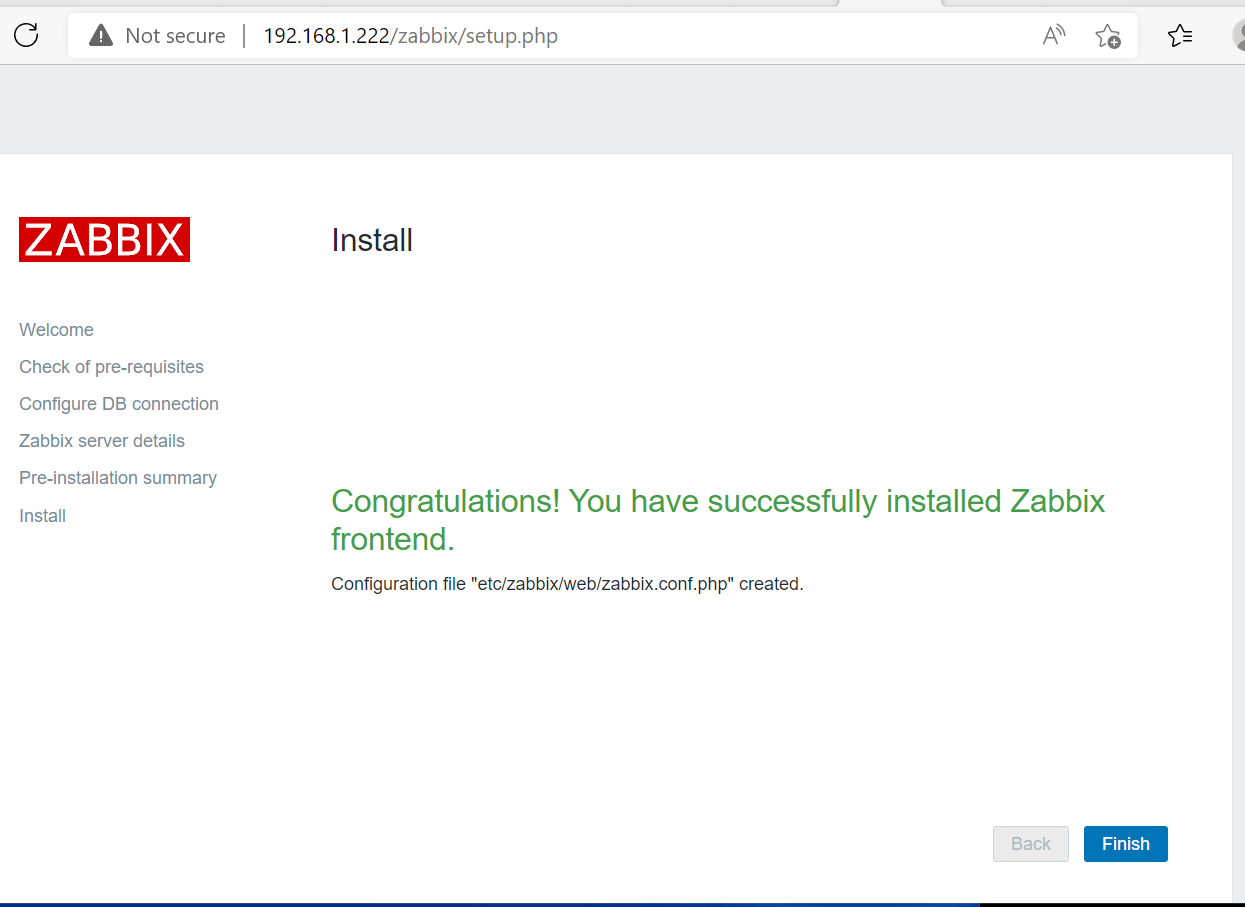 Not secure 192.168.1.222/zabbix/setup.php
ZABBIX
Install
Welcome
Check of pre-requisites
Configure DB connection
Zabbix server details
Pre-installation summary
Install
Congratulations! You have successfully installed Zabbix
frontend.
Configuration file "etc/zabbix/web/zabbix.conf.php" created.
Back Finish